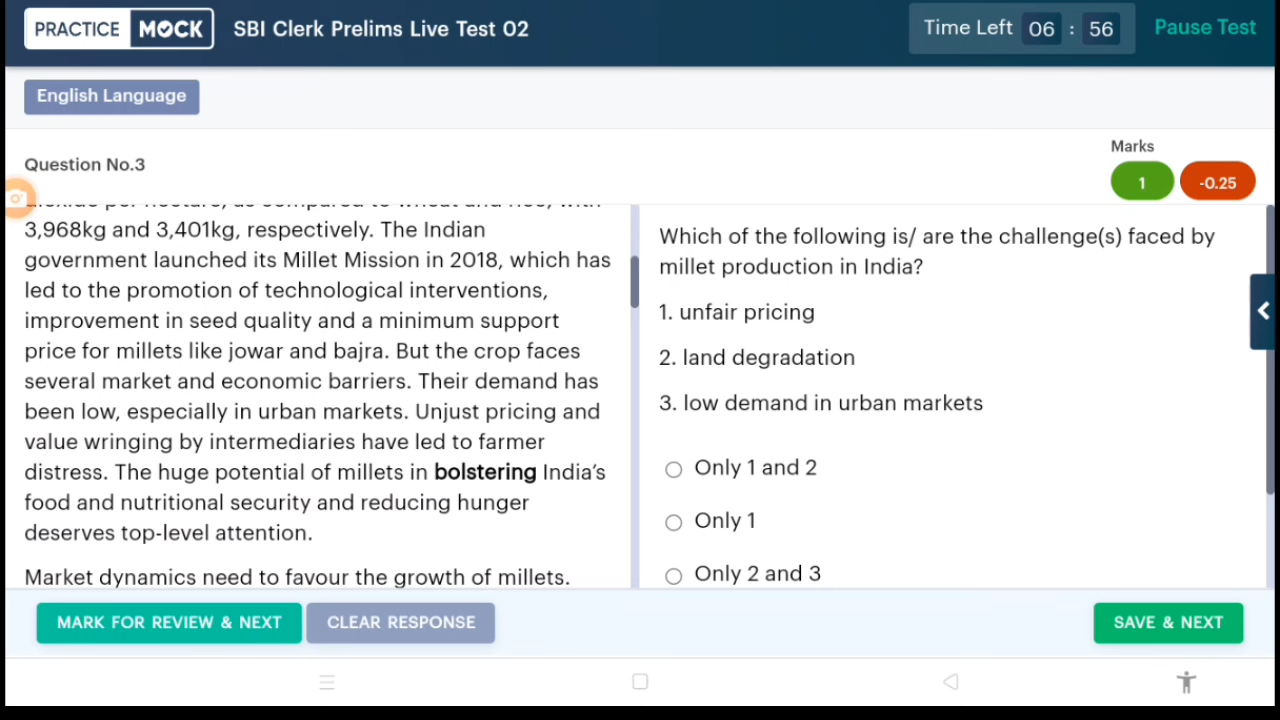 PRACTICE MOCK SBI Clerk Prelims Live Test 02 Time Left 06 : 56 Pause Test
English Language
Marks
Question No.3
1 -0.25
3,968kg and 3,401kg, respectively. The Indian
government launched its Millet Mission in 2018, which has
led to the promotion of technological interventions,
improvement in seed quality and a minimum support
price for millets like jowar and bajra. But the crop faces
several market and economic barriers. Their demand has
been low, especially in urban markets. Unjust pricing and
value wringing by intermediaries have led to farmer
distress. The huge potential of millets in bolstering India's
food and nutritional security and reducing hunger
deserves top-level attention.
Market dynamics need to favour the growth of millets.
Which of the following is/ are the challenge(s) faced by
millet production in India?
1. unfair pricing
2. land degradation
3. low demand in urban markets
Only 1 and 2
Only 1
Only 2 and 3
MARK FOR REVIEW & NEXT CLEAR RESPONSE SAVE & NEXT